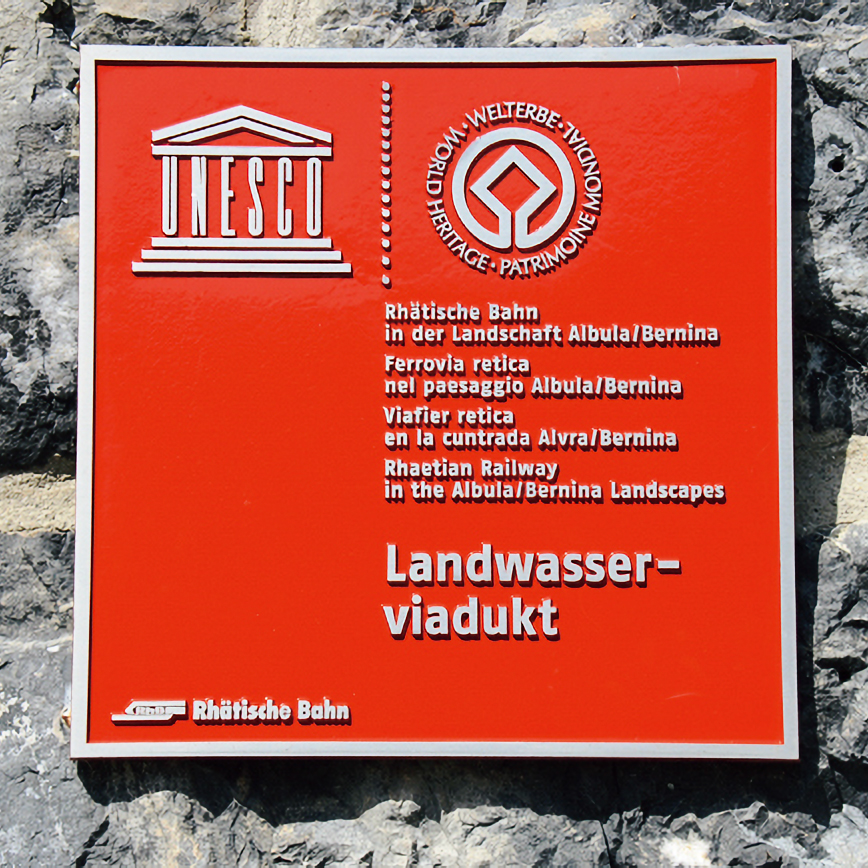 UNESCO
WORLD HERITAGE · WELTERBE · PATRIMOINE MONDIAL
Rhätische Bahn
in der Landschaft Albula/Bernina
Ferrovia retica
nel paesaggio Albula/Bernina
Viafier retica
en la cuntrada Alvra/Bernina
Rhaetian Railway
in the Albula/Bernina Landscapes
Landwasser-
viadukt
RhB Rhätische Bahn